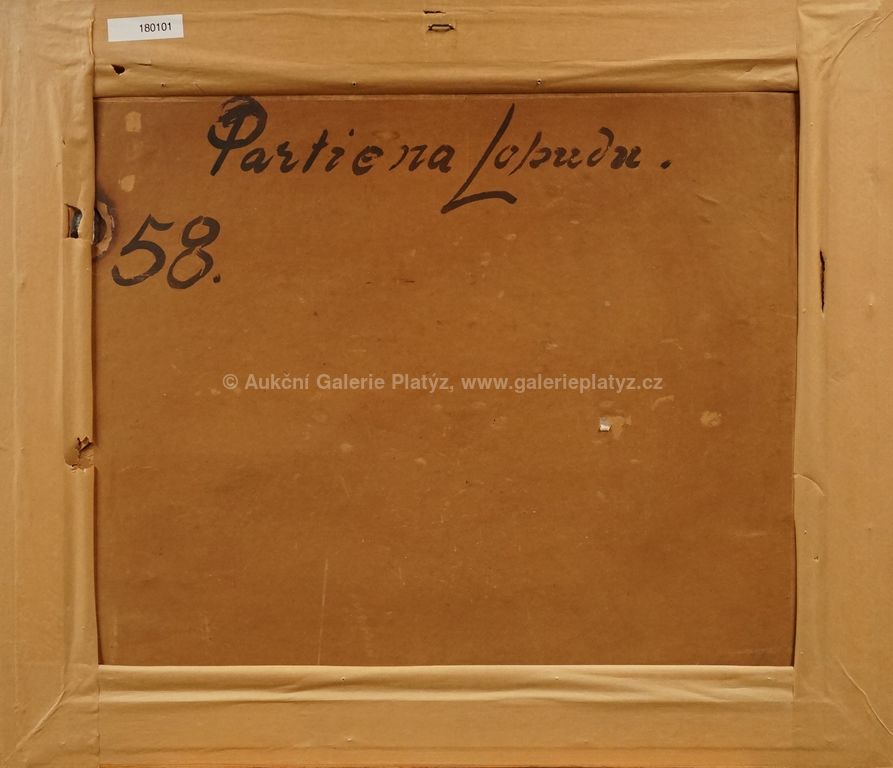 180101
Partie na Lopudu.
58.
© Aukční Galerie Platýz, www.galerieplatyz.cz